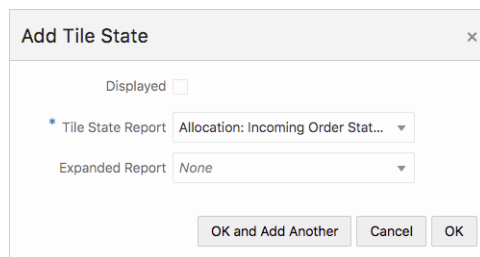 Add Tile State ×
Displayed
* Tile State Report Allocation: Incoming Order Stat...
Expanded Report None
OK and Add Another Cancel OK